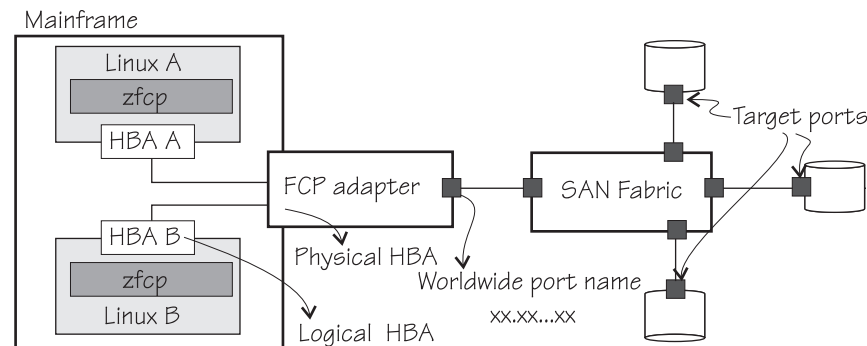 Mainframe
Linux A
zfcp
HBA A
FCP adapter
SAN Fabric
Target ports
HBA B
Physical HBA
Worldwide port name
xx.xx...xx
zfcp
Linux B
Logical HBA